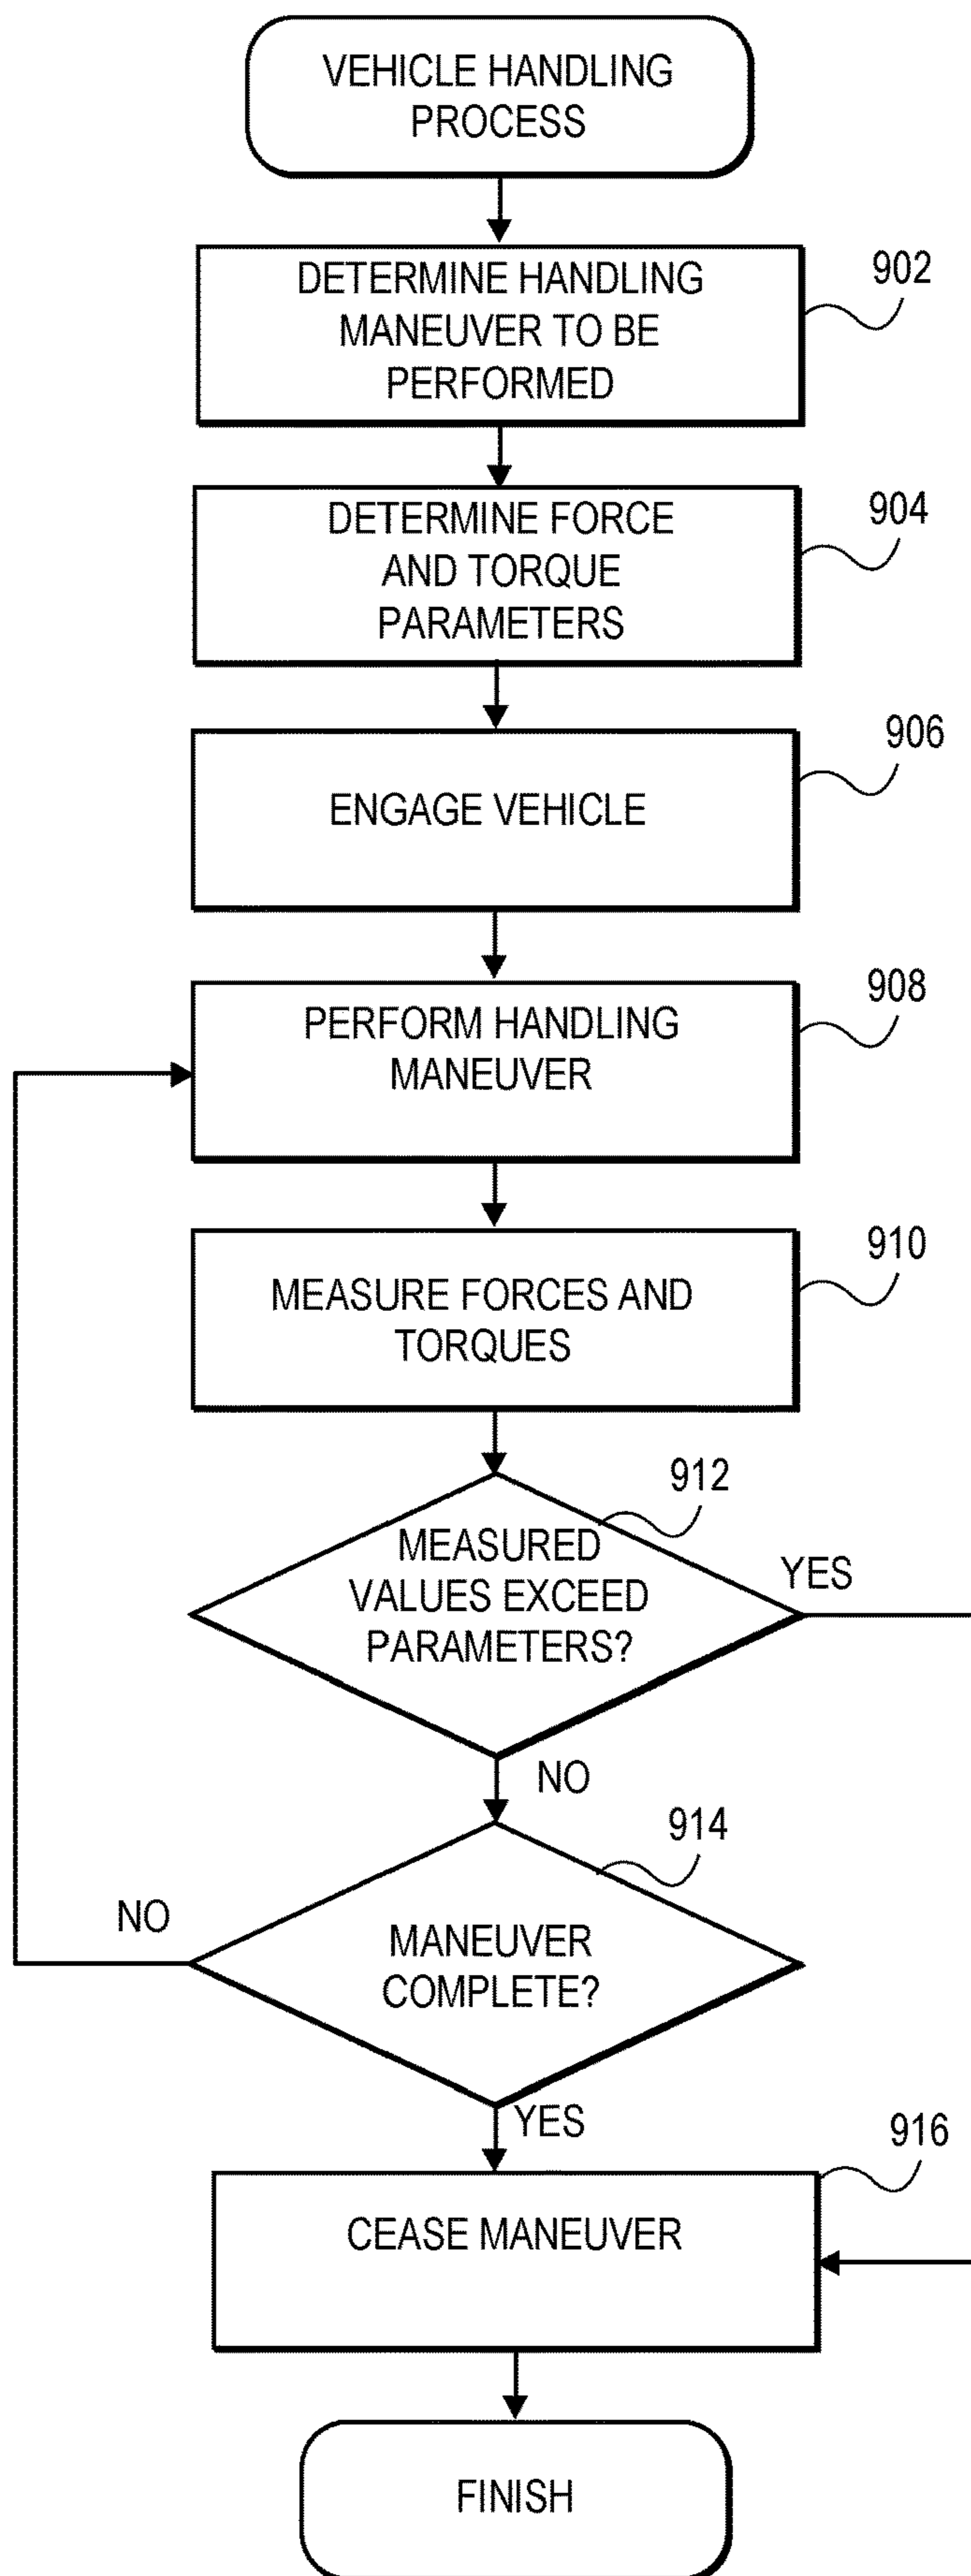 VEHICLE HANDLING
PROCESS
DETERMINE HANDLING
MANEUVER TO BE
PERFORMED
902
DETERMINE FORCE
AND TORQUE
PARAMETERS
904
ENGAGE VEHICLE
906
PERFORM HANDLING
MANEUVER
908
MEASURE FORCES AND
TORQUES
910
MEASURED
VALUES EXCEED
PARAMETERS?
912
YES
NO
MANEUVER
COMPLETE?
914
NO
YES
CEASE MANEUVER
916
FINISH